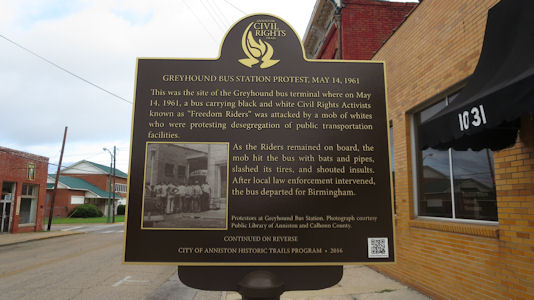 ANNISTON
CIVIL
RIGHTS
TRAIL
GREYHOUND BUS STATION PROTEST, MAY 14, 1961
This was the site of the Greyhound bus terminal where on May
14, 1961, a bus carrying black and white Civil Rights Activists
known as "Freedom Riders" was attacked by a mob of whites
who were protesting desegregation of public transportation
facilities.
As the Riders remained on board, the
mob hit the bus with bats and pipes,
slashed its tires, and shouted insults.
After local law enforcement intervened,
the bus departed for Birmingham.
Protestors at Greyhound Bus Station. Photograph courtesy
Public Library of Anniston and Calhoun County.
CONTINUED ON REVERSE
CITY OF ANNISTON HISTORIC TRAILS PROGRAM • 2016
1031